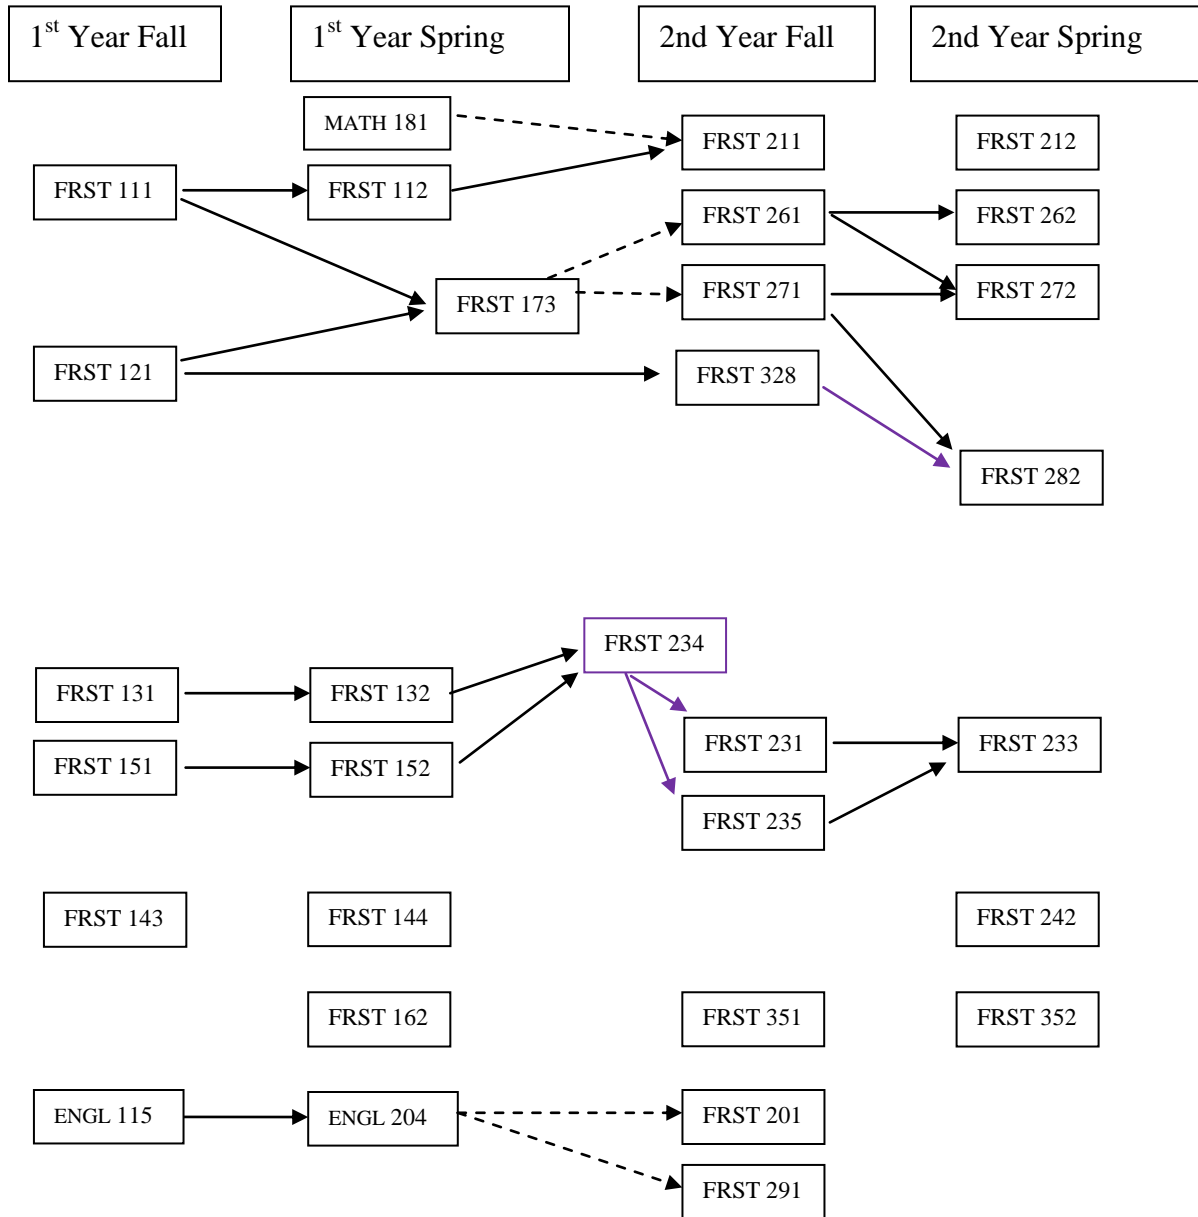 1st Year Fall
1st Year Spring
2nd Year Fall
2nd Year Spring
MATH 181
FRST 211
FRST 212
FRST 111
FRST 112
FRST 261
FRST 262
FRST 173
FRST 271
FRST 272
FRST 121
FRST 328
FRST 282
FRST 234
FRST 131
FRST 132
FRST 231
FRST 233
FRST 151
FRST 152
FRST 235
FRST 143
FRST 144
FRST 242
FRST 162
FRST 351
FRST 352
ENGL 115
ENGL 204
FRST 201
FRST 291